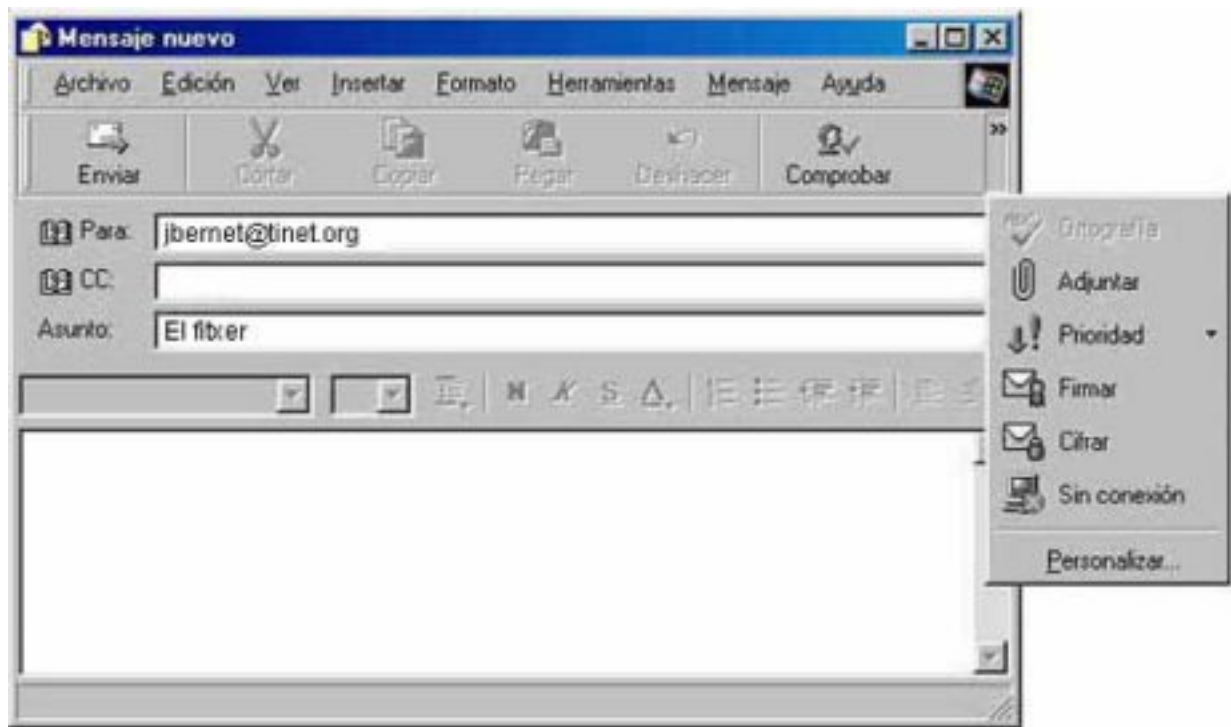 Mensaje nuevo
Archivo Edición Ver Insertar Formato Herramientas Mensaje Ayuda
Enviar Cortar Copiar Pegar Deshacer Comprobar »
Para: jbernet@tinet.org
CC:
Asunto: El fitxer
N K S A
Ortografía
Adjuntar
Prioridad
Firmar
Cifrar
Sin conexión
Personalizar...